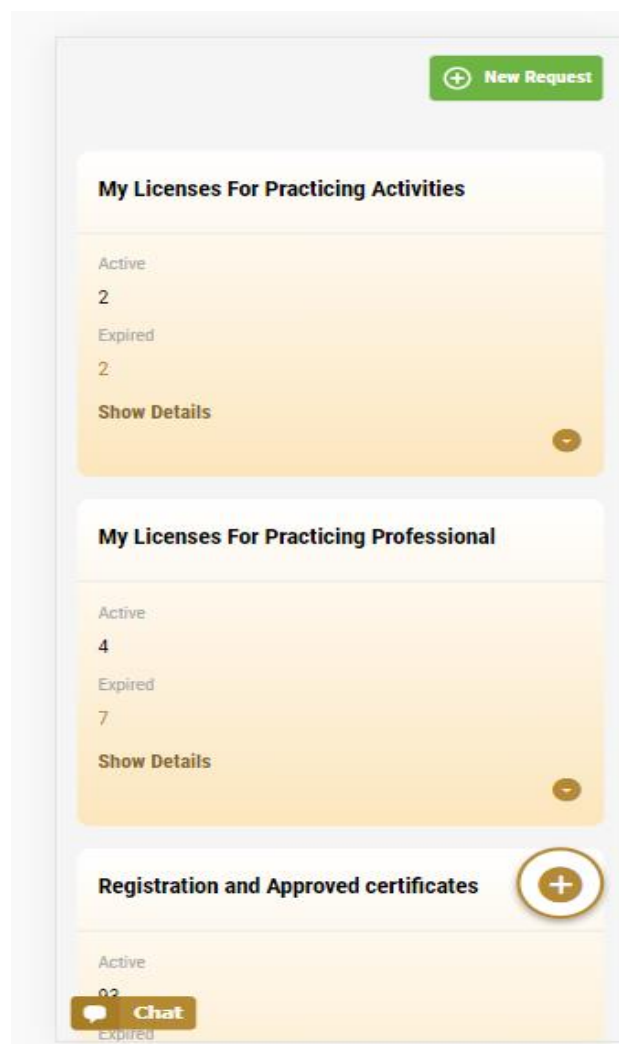 New Request
My Licenses For Practicing Activities
Active
2
Expired
2
Show Details
My Licenses For Practicing Professional
Active
4
Expired
7
Show Details
Registration and Approved certificates
Active
93
Chat
Expired